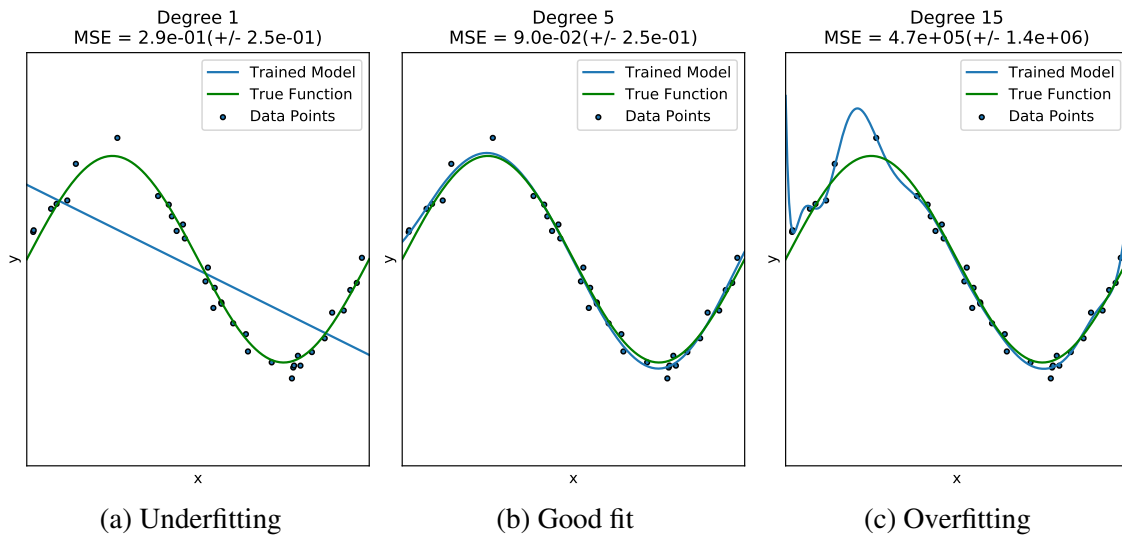 Degree 1
MSE = 2.9e-01(+/- 2.5e-01)
Trained Model
True Function
Data Points
y
x
(a) Underfitting
Degree 5
MSE = 9.0e-02(+/- 2.5e-01)
Trained Model
True Function
Data Points
y
x
(b) Good fit
Degree 15
MSE = 4.7e+05(+/- 1.4e+06)
Trained Model
True Function
Data Points
y
x
(c) Overfitting